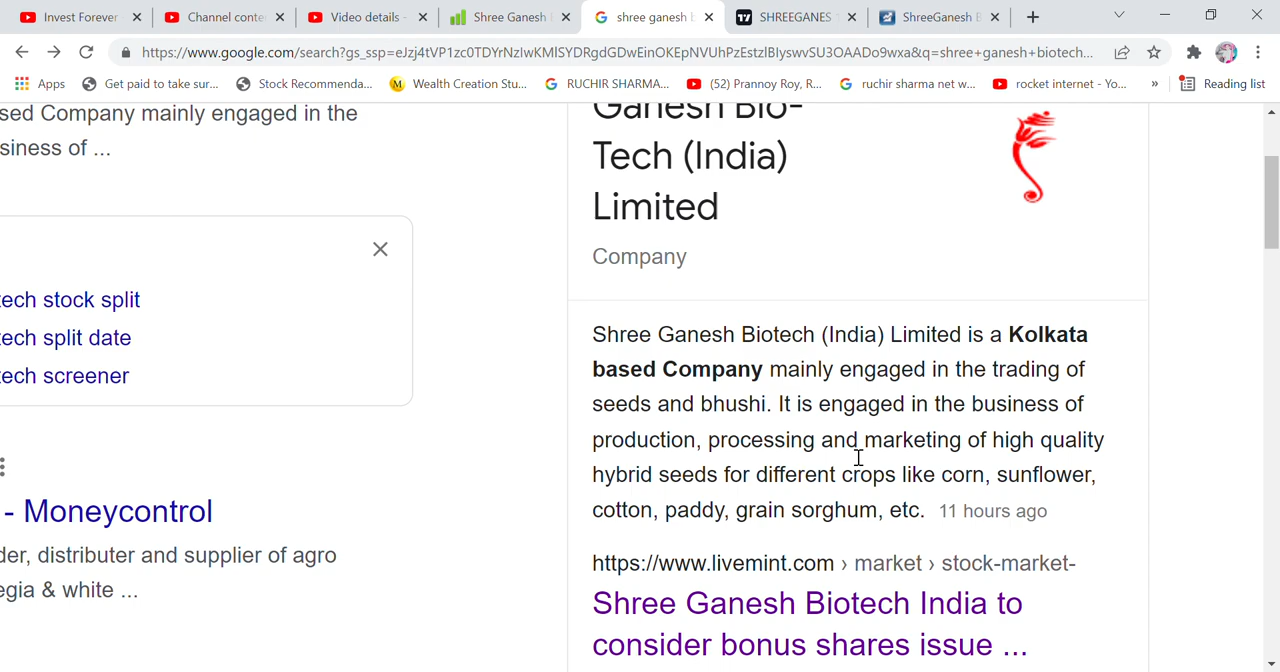 Invest Forever
Channel conte
Video details -
Shree Ganesh
shree ganesh b
SHREEGANES
ShreeGanesh B
https://www.google.com/search?gs_ssp=eJzj4tVP1zc0TDYrNzIwKMlSYDRgdGDwEinOKEpNVUhPzEstzlBIyswvSU3OAADo9wxa&q=shree+ganesh+biotech...
Apps
Get paid to take sur...
Stock Recommenda...
Wealth Creation Stu...
RUCHIR SHARMA...
(52) Prannoy Roy, R...
ruchir sharma net w...
rocket internet - Yo...
»
Reading list
sed Company mainly engaged in the
siness of ...
tech stock split
tech split date
tech screener
- Moneycontrol
der, distributer and supplier of agro
egia & white ...
Ganesh Bio-
Tech (India)
Limited
Company
Shree Ganesh Biotech (India) Limited is a Kolkata
based Company mainly engaged in the trading of
seeds and bhushi. It is engaged in the business of
production, processing and marketing of high quality
hybrid seeds for different crops like corn, sunflower,
cotton, paddy, grain sorghum, etc. 11 hours ago
https://www.livemint.com › market › stock-market-
Shree Ganesh Biotech India to
consider bonus shares issue ...